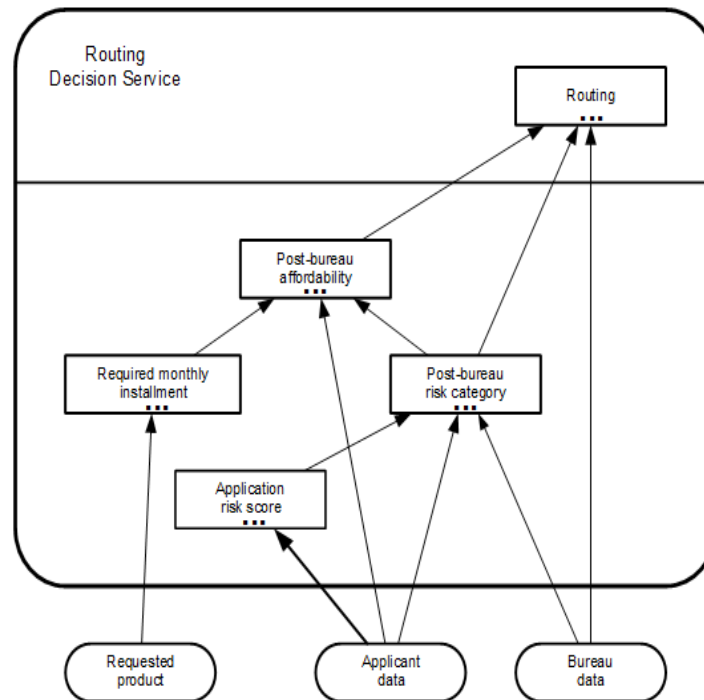 Routing
Decision Service
Routing
...
Post-bureau
affordability
...
Required monthly
installment
...
Post-bureau
risk category
...
Application
risk score
...
Requested
product
Applicant
data
Bureau
data